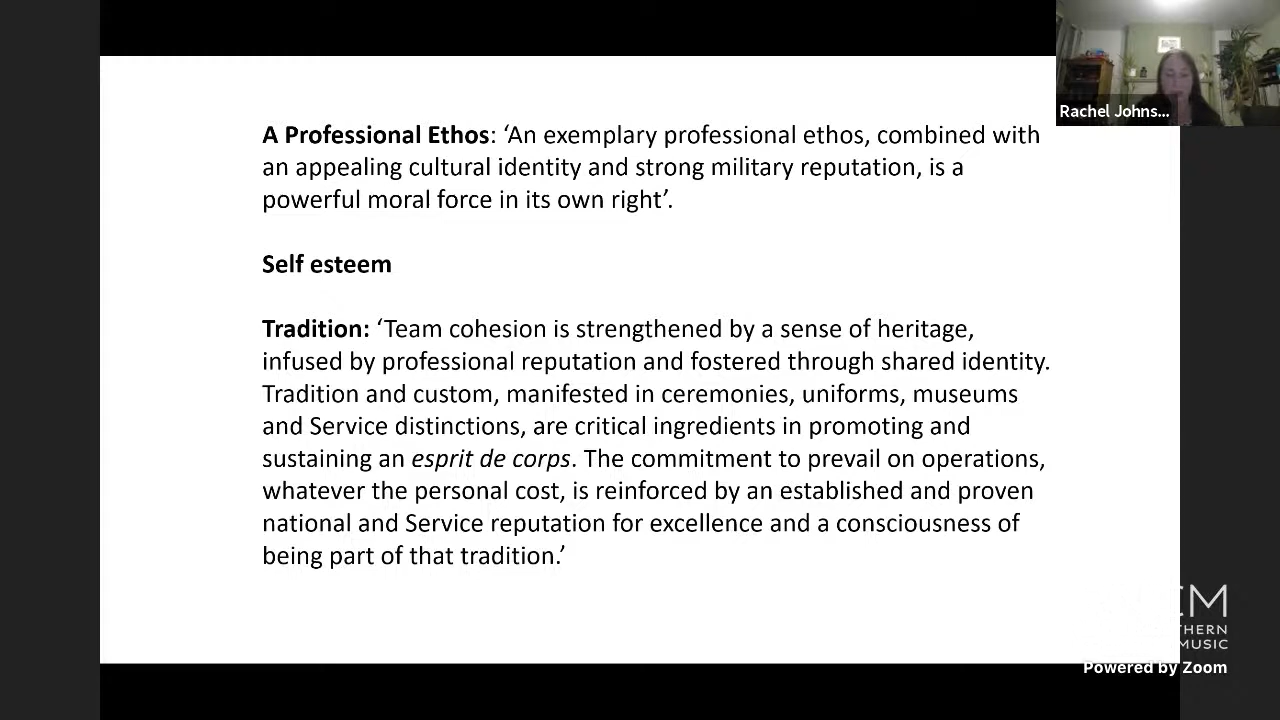 Rachel Johns...
A Professional Ethos: ‘An exemplary professional ethos, combined with
an appealing cultural identity and strong military reputation, is a
powerful moral force in its own right’.
Self esteem
Tradition: ‘Team cohesion is strengthened by a sense of heritage,
infused by professional reputation and fostered through shared identity.
Tradition and custom, manifested in ceremonies, uniforms, museums
and Service distinctions, are critical ingredients in promoting and
sustaining an esprit de corps. The commitment to prevail on operations,
whatever the personal cost, is reinforced by an established and proven
national and Service reputation for excellence and a consciousness of
being part of that tradition.’
CM
THERN
MUSIC
Powered by Zoom